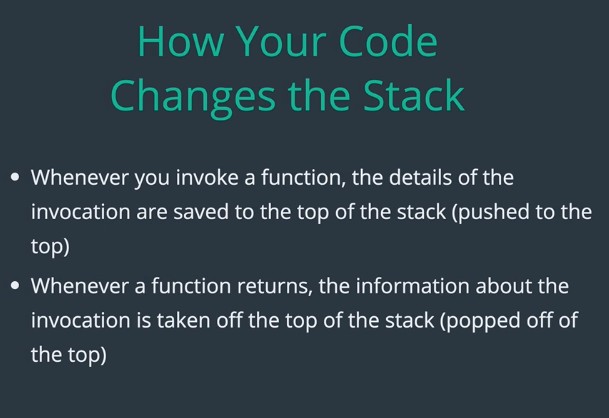 How Your Code
Changes the Stack
• Whenever you invoke a function, the details of the
invocation are saved to the top of the stack (pushed to the
top)
• Whenever a function returns, the information about the
invocation is taken off the top of the stack (popped off of
the top)